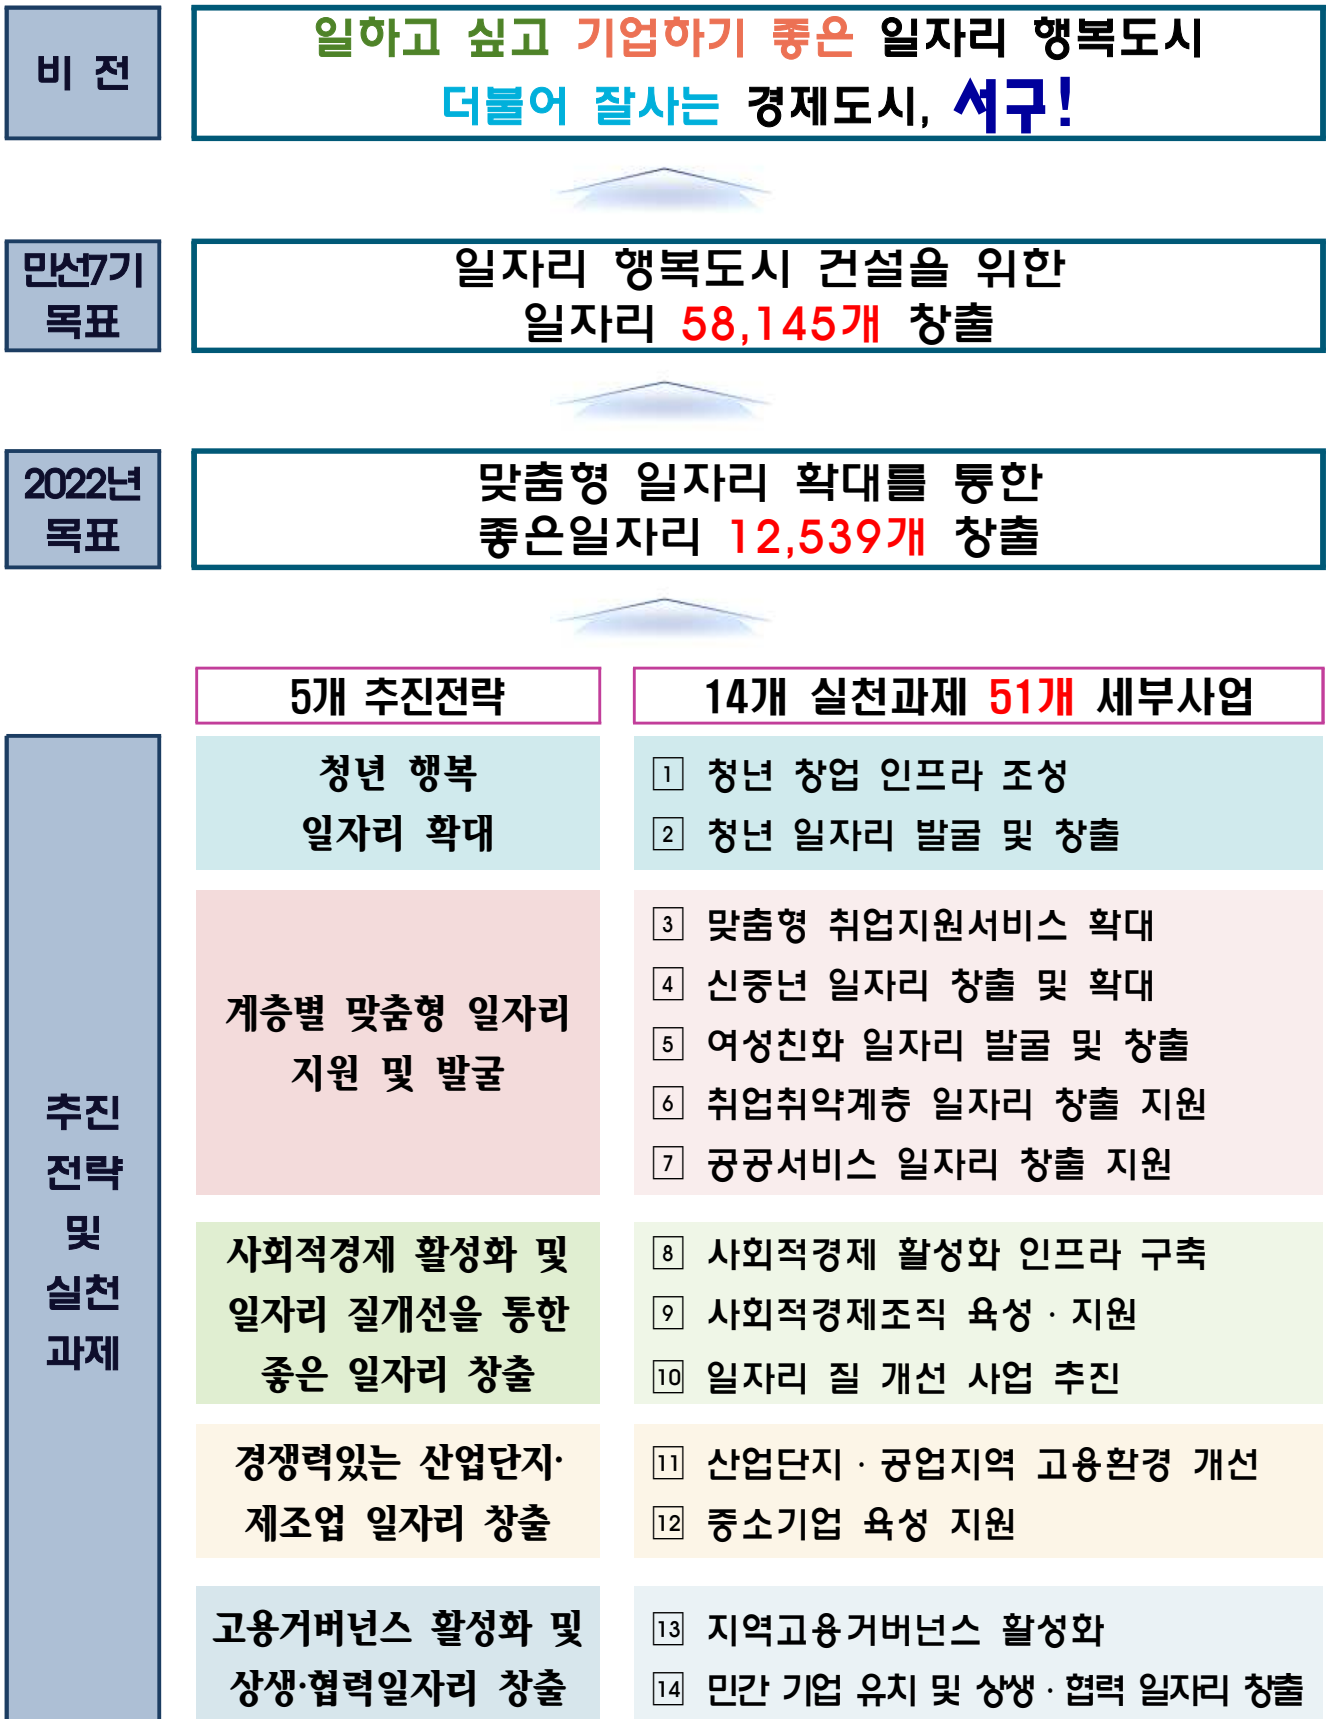 비 전
일하고 싶고 기업하기 좋은 일자리 행복도시
더불어 잘사는 경제도시, 서구!
민선7기
목표
일자리 행복도시 건설을 위한
일자리 58,145개 창출
2022년
목표
맞춤형 일자리 확대를 통한
좋은일자리 12,539개 창출
5개 추진전략
14개 실천과제 51개 세부사업
추진
전략
및
실천
과제
청년 행복
일자리 확대
1 청년 창업 인프라 조성
2 청년 일자리 발굴 및 창출
계층별 맞춤형 일자리
지원 및 발굴
3 맞춤형 취업지원서비스 확대
4 신중년 일자리 창출 및 확대
5 여성친화 일자리 발굴 및 창출
6 취업취약계층 일자리 창출 지원
7 공공서비스 일자리 창출 지원
사회적경제 활성화 및
일자리 질개선을 통한
좋은 일자리 창출
8 사회적경제 활성화 인프라 구축
9 사회적경제조직 육성 · 지원
10 일자리 질 개선 사업 추진
경쟁력있는 산업단지·
제조업 일자리 창출
11 산업단지 · 공업지역 고용환경 개선
12 중소기업 육성 지원
고용거버넌스 활성화 및
상생·협력일자리 창출
13 지역고용거버넌스 활성화
14 민간 기업 유치 및 상생 · 협력 일자리 창출